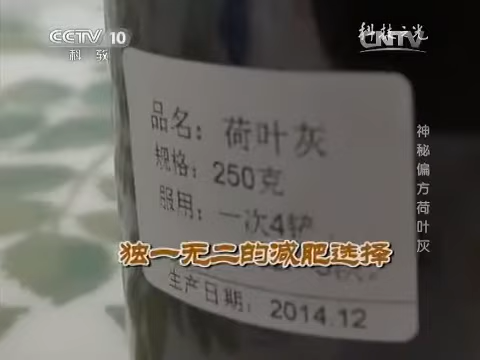 CCTV 10
科教
科技之光
CNTV
品名：荷叶灰
规格：250克
服用：一次4铲
独一无二的减肥选择
生产日期：2014.12
神秘偏方荷叶灰